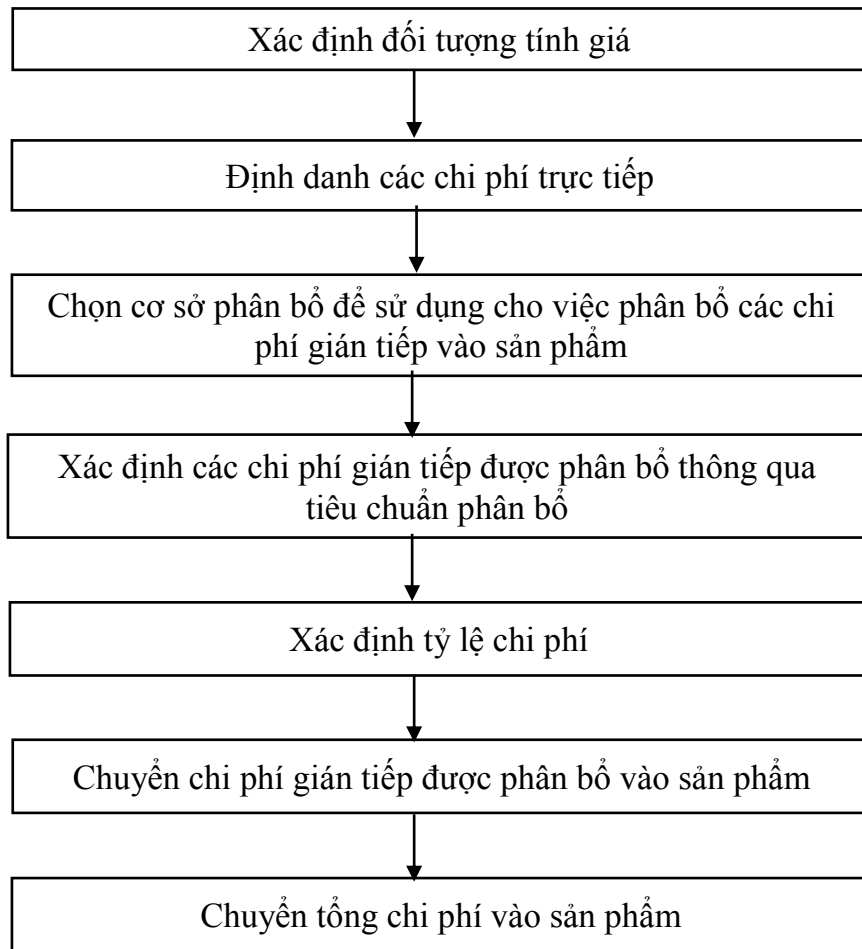 Xác định đối tượng tính giá
Định danh các chi phí trực tiếp
Chọn cơ sở phân bổ để sử dụng cho việc phân bổ các chi
phí gián tiếp vào sản phẩm
Xác định các chi phí gián tiếp được phân bổ thông qua
tiêu chuẩn phân bổ
Xác định tỷ lệ chi phí
Chuyển chi phí gián tiếp được phân bổ vào sản phẩm
Chuyển tổng chi phí vào sản phẩm